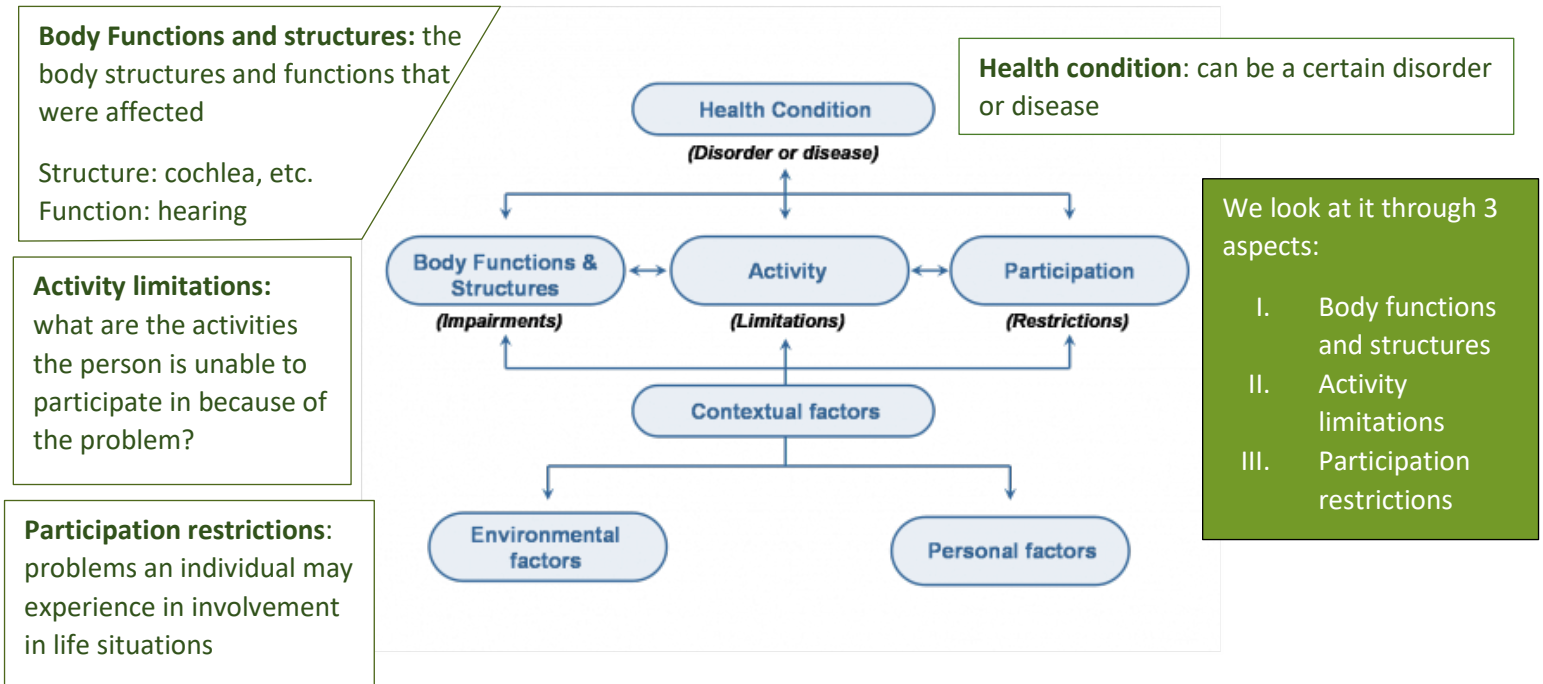 Body Functions and structures: the
body structures and functions that
were affected
Structure: cochlea, etc.
Function: hearing
Activity limitations:
what are the activities
the person is unable to
participate in because of
the problem?
Participation restrictions:
problems an individual may
experience in involvement
in life situations
Health Condition
(Disorder or disease)
Body Functions &
Structures
(Impairments)
Activity
(Limitations)
Participation
(Restrictions)
Contextual factors
Environmental
factors
Personal factors
Health condition: can be a certain disorder
or disease
We look at it through 3
aspects:
I. Body functions
and structures
II. Activity
limitations
III. Participation
restrictions